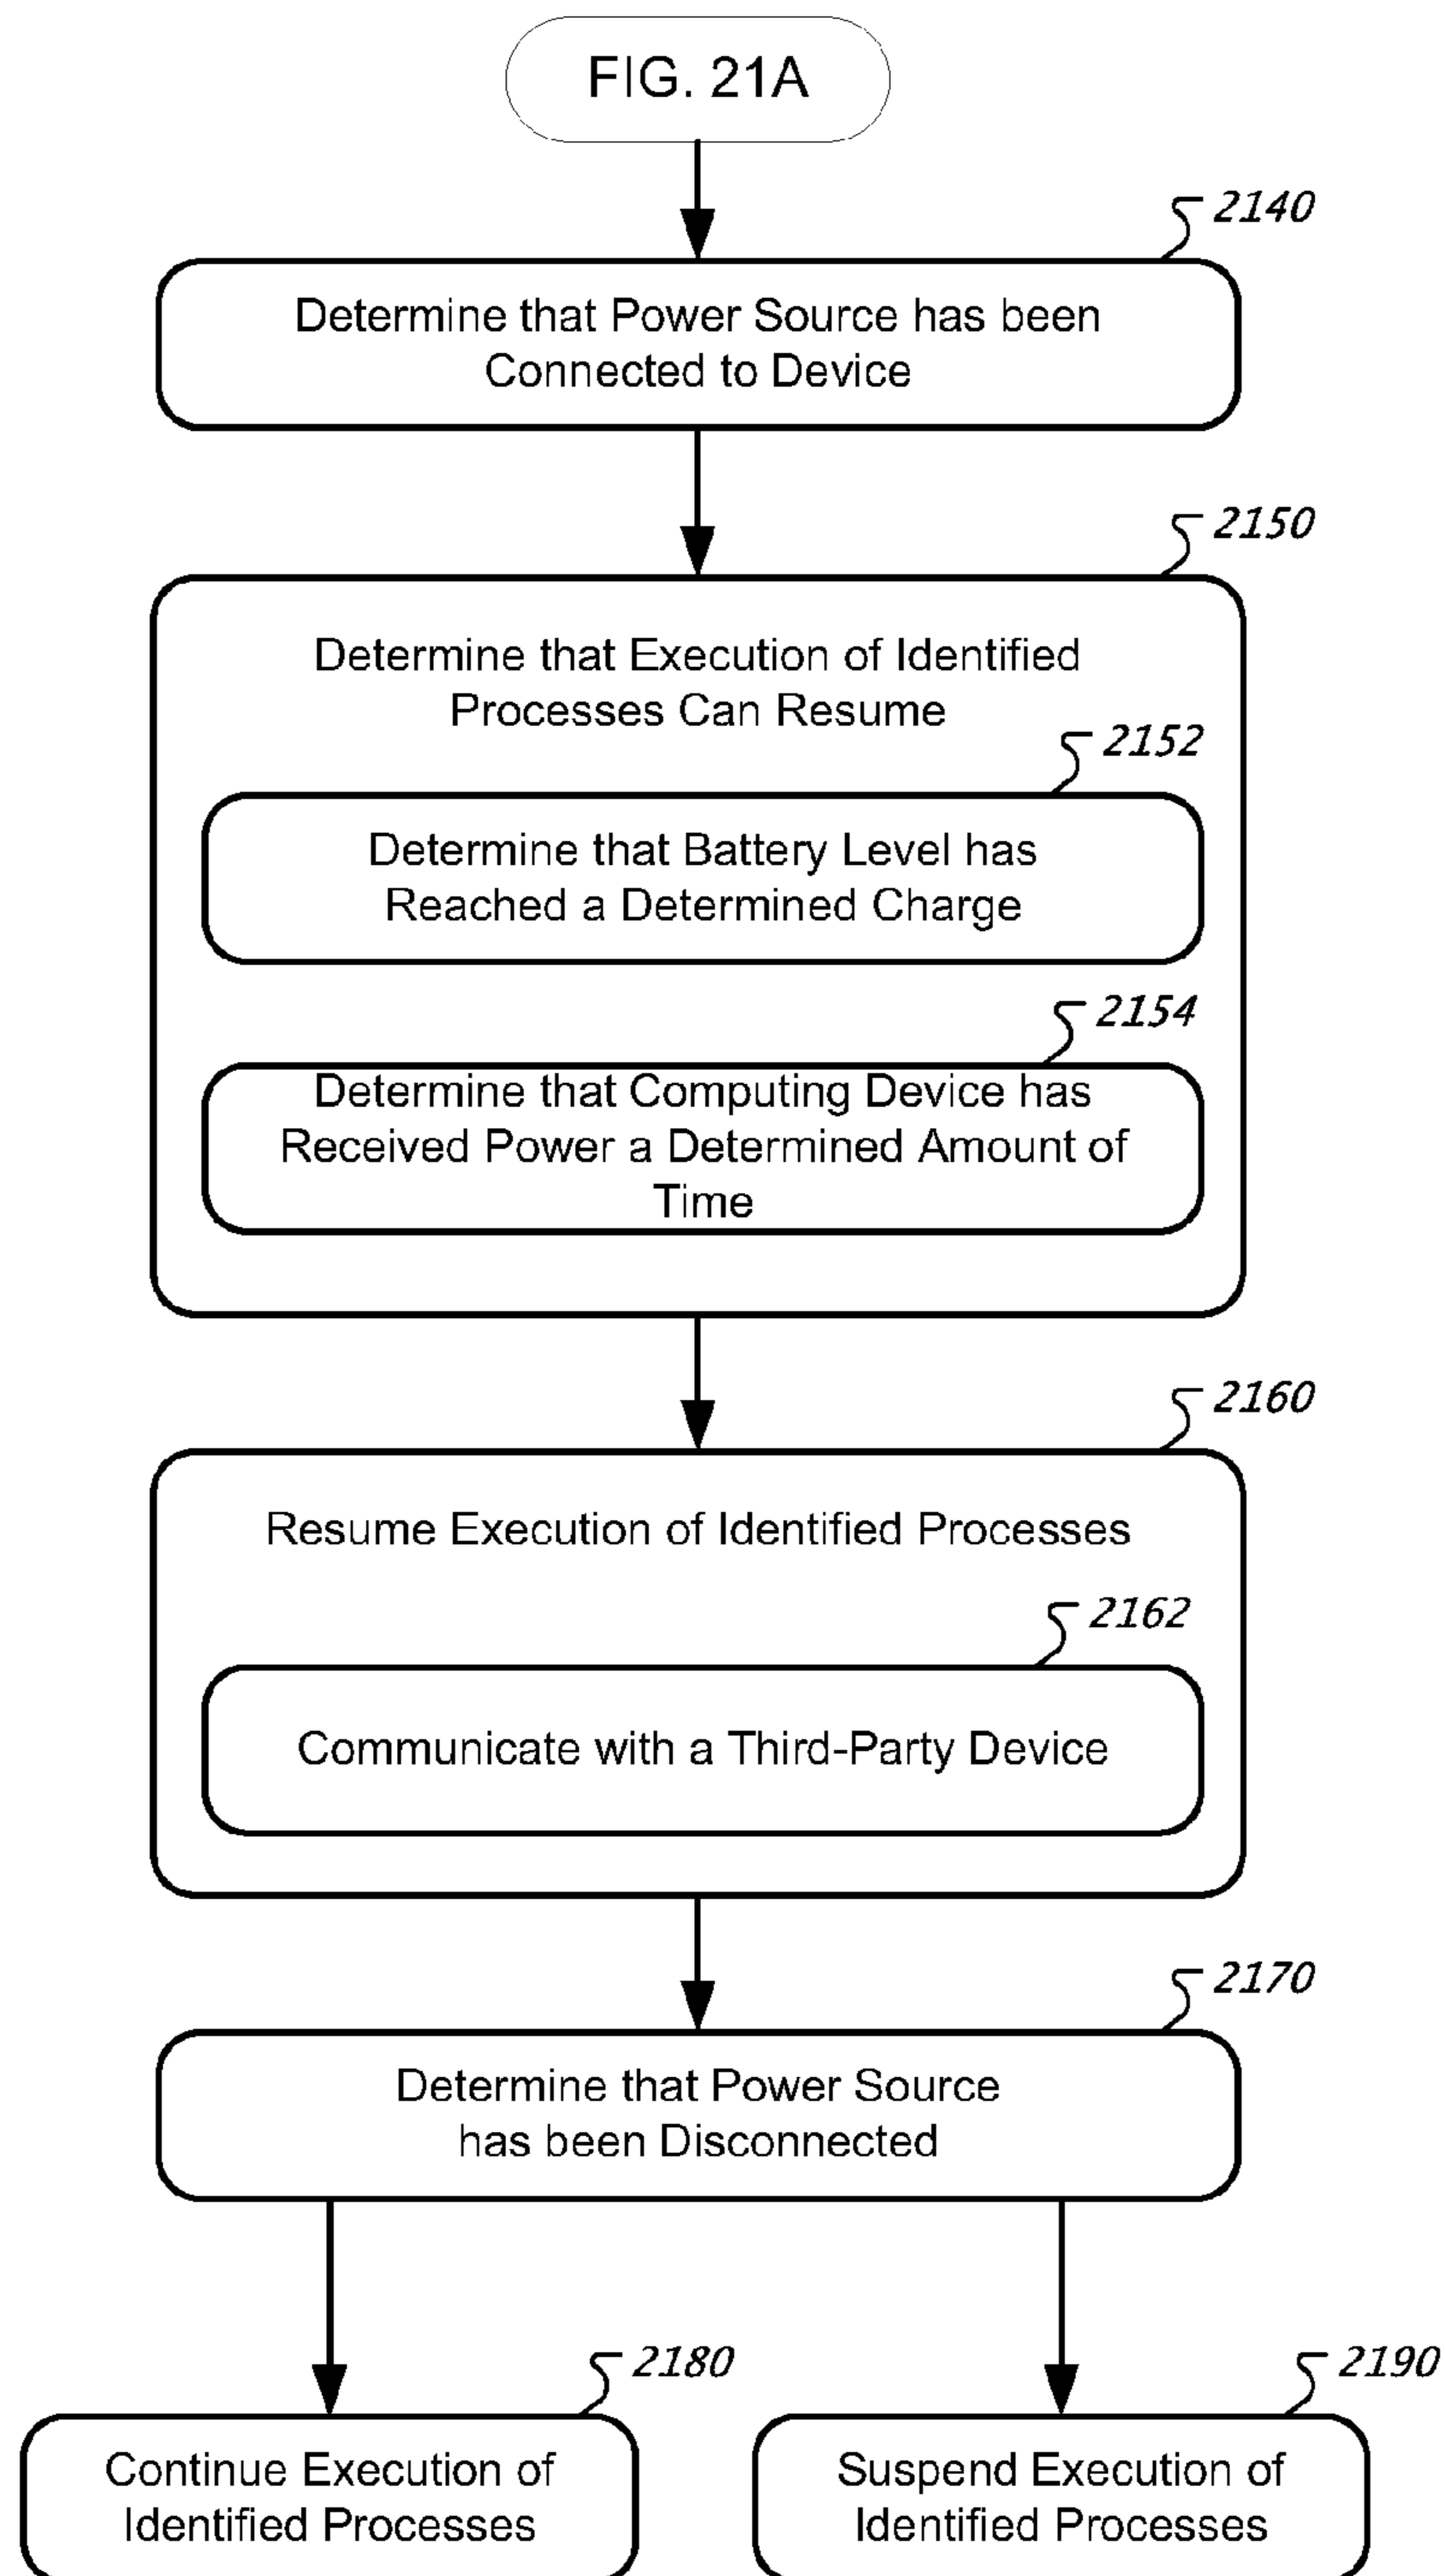 FIG. 21A
2140
Determine that Power Source has been
Connected to Device
2150
Determine that Execution of Identified
Processes Can Resume
2152
Determine that Battery Level has
Reached a Determined Charge
2154
Determine that Computing Device has
Received Power a Determined Amount of
Time
2160
Resume Execution of Identified Processes
2162
Communicate with a Third-Party Device
2170
Determine that Power Source
has been Disconnected
2180
Continue Execution of
Identified Processes
2190
Suspend Execution of
Identified Processes